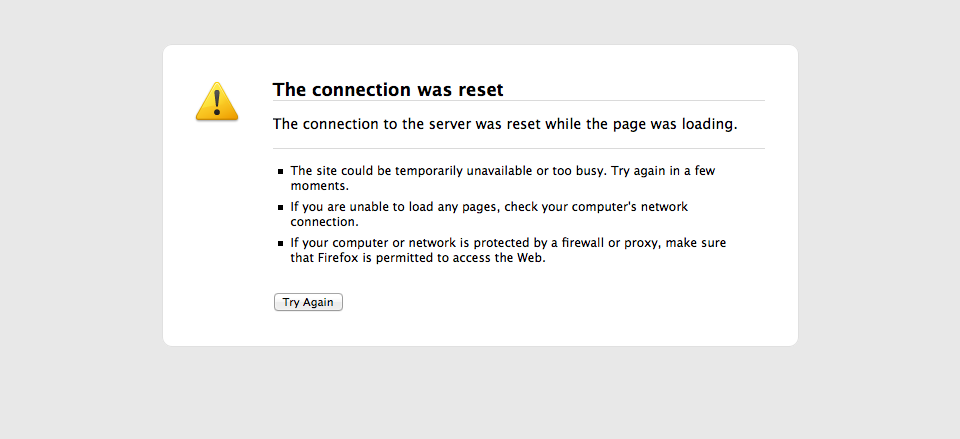 The connection was reset
The connection to the server was reset while the page was loading.
The site could be temporarily unavailable or too busy. Try again in a few
moments.
If you are unable to load any pages, check your computer's network
connection.
If your computer or network is protected by a firewall or proxy, make sure
that Firefox is permitted to access the Web.
Try Again